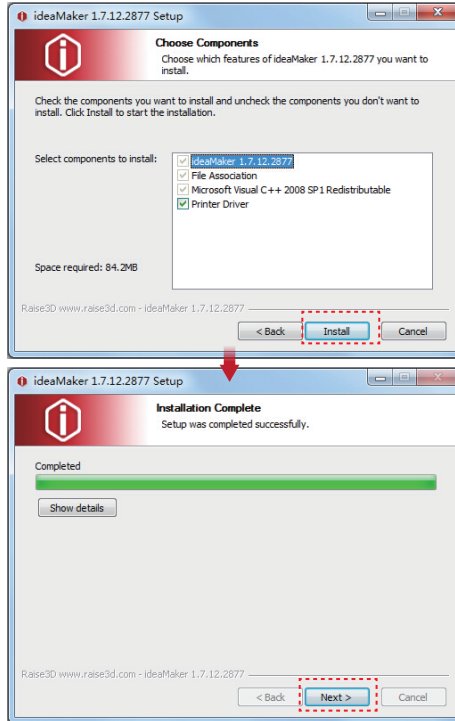 ideaMaker 1.7.12.2877 Setup
Choose Components
Choose which features of ideaMaker 1.7.12.2877 you want to
install.
Check the components you want to install and uncheck the components you don't want to
install. Click Install to start the installation.
Select components to install:
ideaMaker 1.7.12.2877
File Association
Microsoft Visual C++ 2008 SP1 Redistributable
Printer Driver
Space required: 84.2MB
Raise3D www.raise3d.com - ideaMaker 1.7.12.2877
< Back Install Cancel
ideaMaker 1.7.12.2877 Setup
Installation Complete
Setup was completed successfully.
Completed
Show details
Raise3D www.raise3d.com - ideaMaker 1.7.12.2877
< Back Next > Cancel